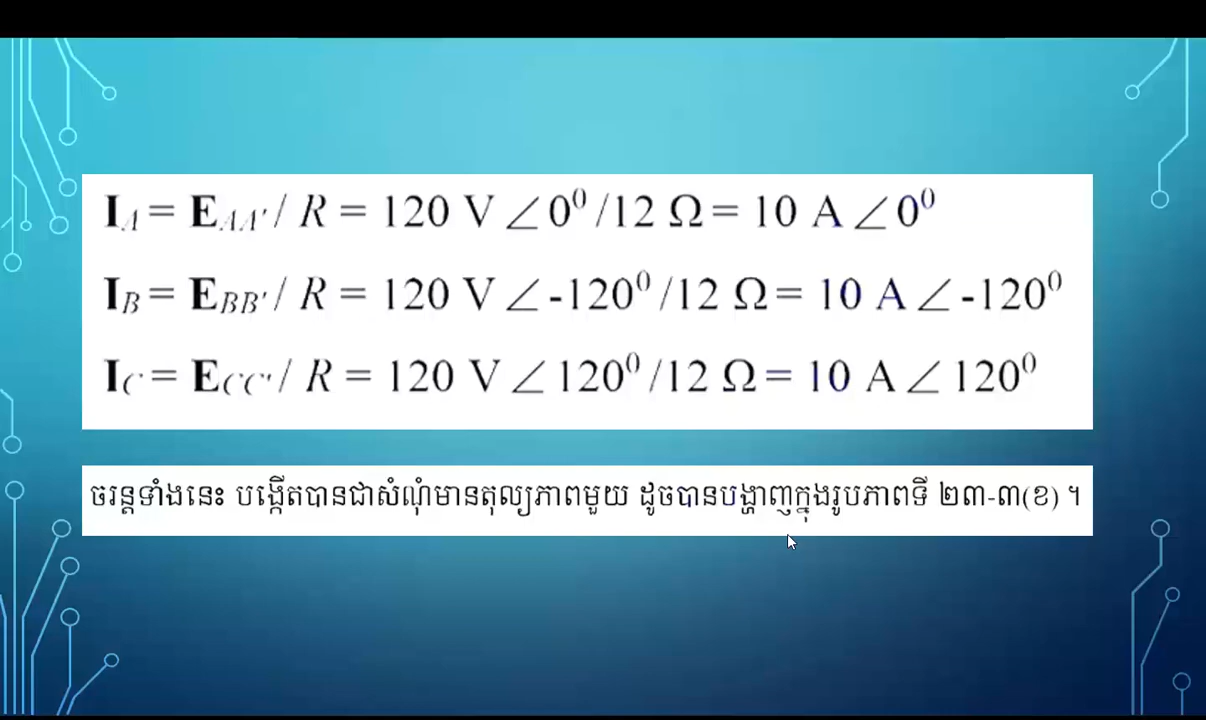 I_A = E_AA' / R = 120 V ∠0⁰ /12 Ω = 10 A ∠0⁰
I_B = E_BB' / R = 120 V ∠ -120⁰ /12 Ω = 10 A ∠ -120⁰
I_C = E_CC' / R = 120 V ∠ 120⁰ /12 Ω = 10 A ∠ 120⁰
ចរន្តទាំងនេះ បង្កើតបានជាសំណុំមានតុល្យភាពមួយ ដូចបានបង្ហាញក្នុងរូបភាពទី ២៣-៣(ខ) ។